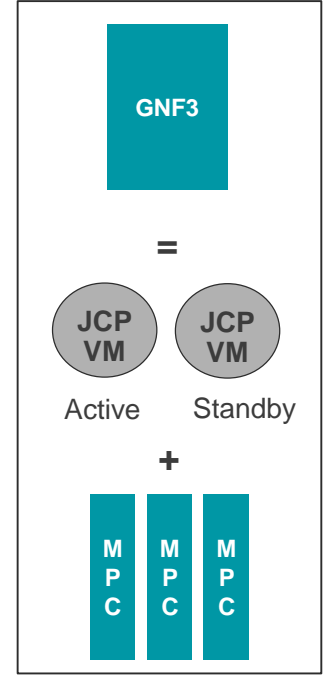 GNF3
=
JCP JCP
VM VM
Active Standby
+
M M M
P P P
C C C